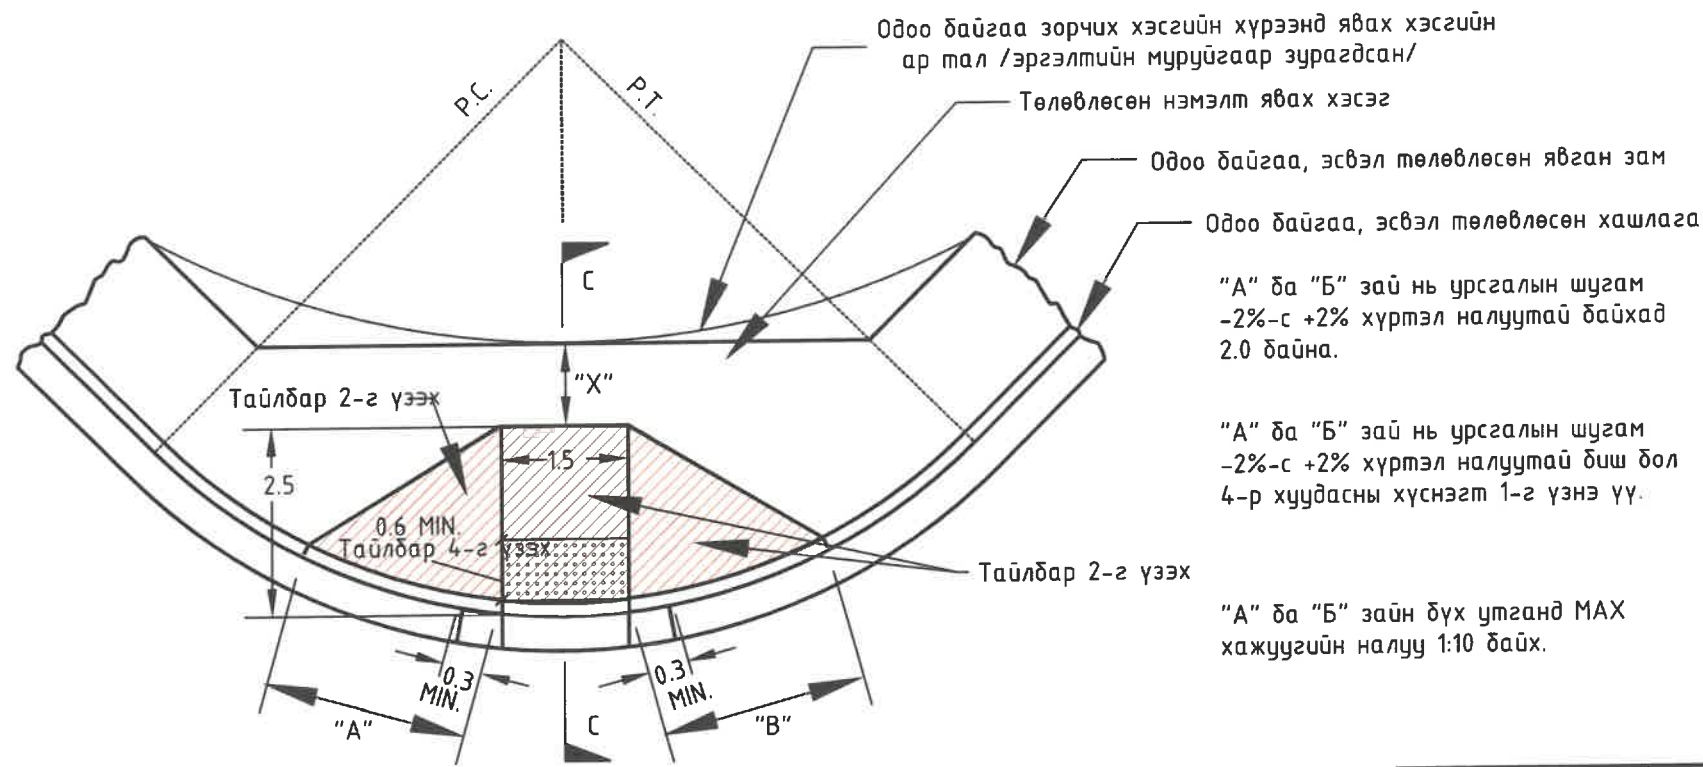 Одоо байгаа зорчих хэсгийн хүрээнд явах хэсгийн
ар тал /эргэлтийн муруйгаар зурагдсан/
P.C.
P.T.
Төлөвлөсөн нэмэлт явах хэсэг
Одоо байгаа, эсвэл төлөвлөсөн явган зам
Одоо байгаа, эсвэл төлөвлөсөн хашлага
C
"А" ба "Б" зай нь урсгалын шугам
-2%-с +2% хүртэл налуутай байхад
2.0 байна.
"X"
Тайлбар 2-г үзээх
1.5
2.5
"А" ба "Б" зай нь урсгалын шугам
-2%-с +2% хүртэл налуутай биш бол
4-р хуудасны хүснэгт 1-г үзнэ үү.
0.6 MIN.
Тайлбар 4-г үзээх
Тайлбар 2-г үзээх
"А" ба "Б" зайн бүх утганд MAX
хажуугийн налуу 1:10 байх.
0.3
MIN.
0.3
MIN.
"A"
C
"B"